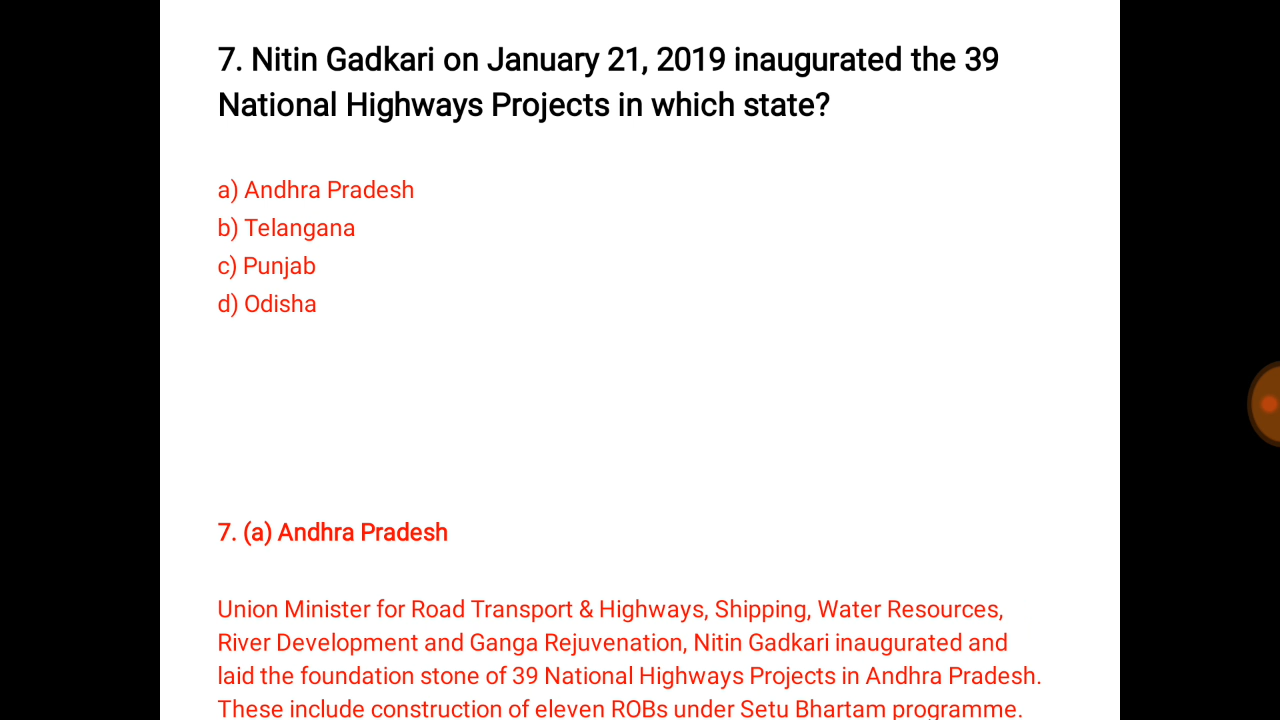 7. Nitin Gadkari on January 21, 2019 inaugurated the 39
National Highways Projects in which state?
a) Andhra Pradesh
b) Telangana
c) Punjab
d) Odisha
7. (a) Andhra Pradesh
Union Minister for Road Transport & Highways, Shipping, Water Resources,
River Development and Ganga Rejuvenation, Nitin Gadkari inaugurated and
laid the foundation stone of 39 National Highways Projects in Andhra Pradesh.
These include construction of eleven ROBs under Setu Bhartam programme.